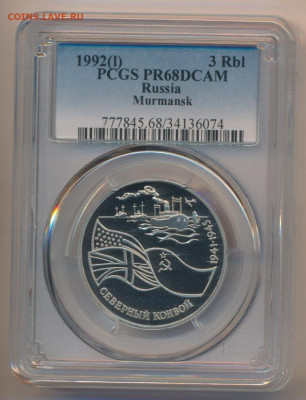 COINS.LAVE.RU
1992(l) 3 Rbl
PCGS PR68DCAM
Russia
Murmansk
777845.68/34136074
1941-1945
СЕВЕРНЫЙ КОНВОЙ